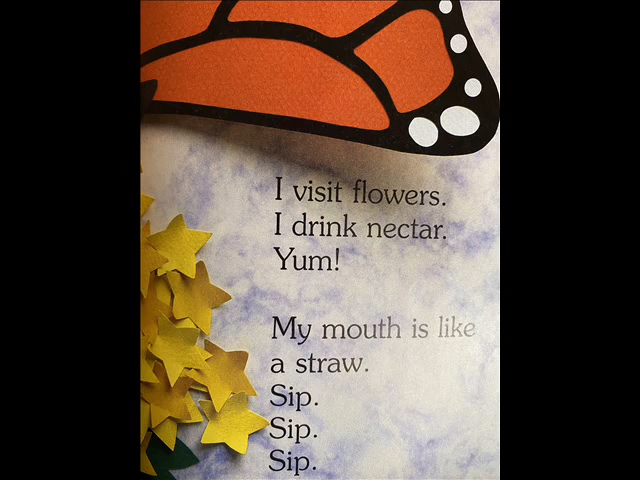 I visit flowers.
I drink nectar.
Yum!
My mouth is like
a straw.
Sip.
Sip.
Sip.